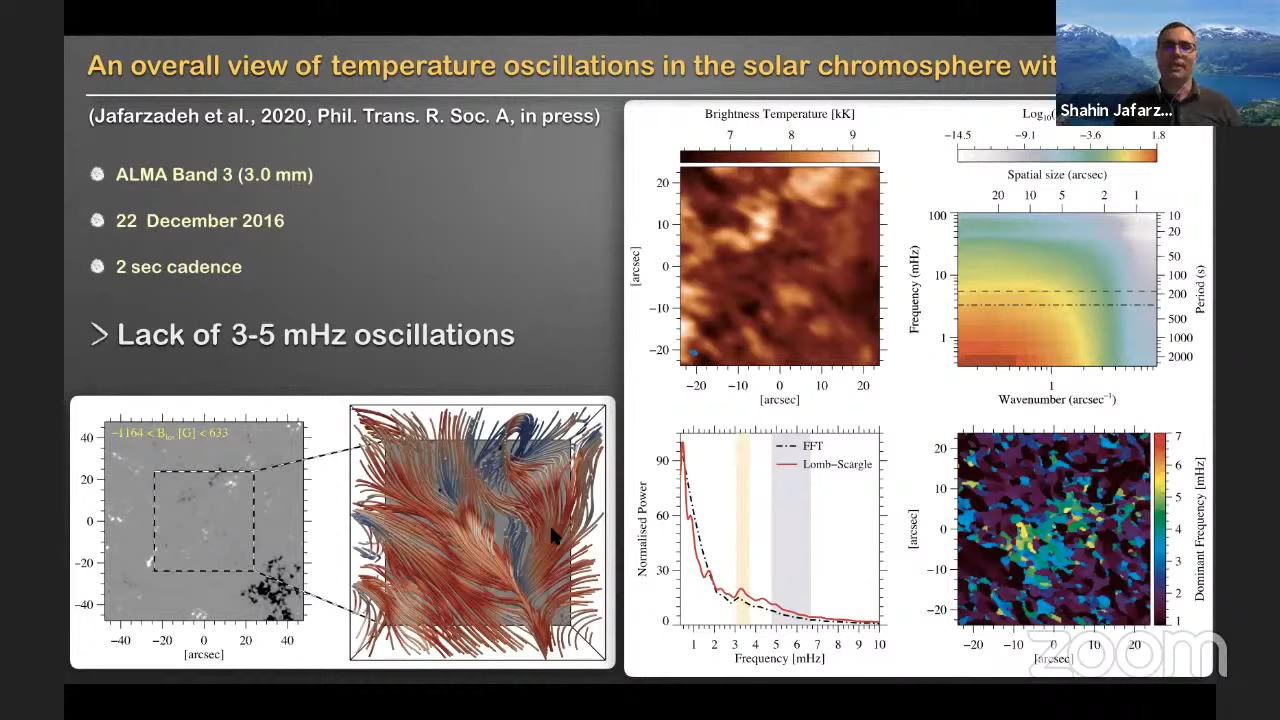 An overall view of temperature oscillations in the solar chromosphere wit
Shahin Jafarz...
(Jafarzadeh et al., 2020, Phil. Trans. R. Soc. A, in press)
ALMA Band 3 (3.0 mm)
22 December 2016
2 sec cadence
> Lack of 3-5 mHz oscillations
−1164 < Blos [G] < 633
40
20
0
−20
−40
−40 −20 0 20 40
[arcsec]
Brightness Temperature [kK]
7 8 9
20
10
0
−10
−20
[arcsec]
−20 −10 0 10 20
[arcsec]
Log10(
−14.5 −9.1 −3.6 1.8
Spatial size (arcsec)
20 10 5 2 1
100
10
1
Frequency (mHz)
10
20
50
100
200
500
1000
2000
Period (s)
1
Wavenumber (arcsec−1)
FFT
Lomb−Scargle
90
60
30
0
Normalised Power
1 2 3 4 5 6 7 8 9 10
Frequency [mHz]
20
10
0
−10
−20
[arcsec]
−20 −10 0 10 20
[arcsec]
7
6
5
4
3
2
1
Dominant Frequency [mHz]
zoom